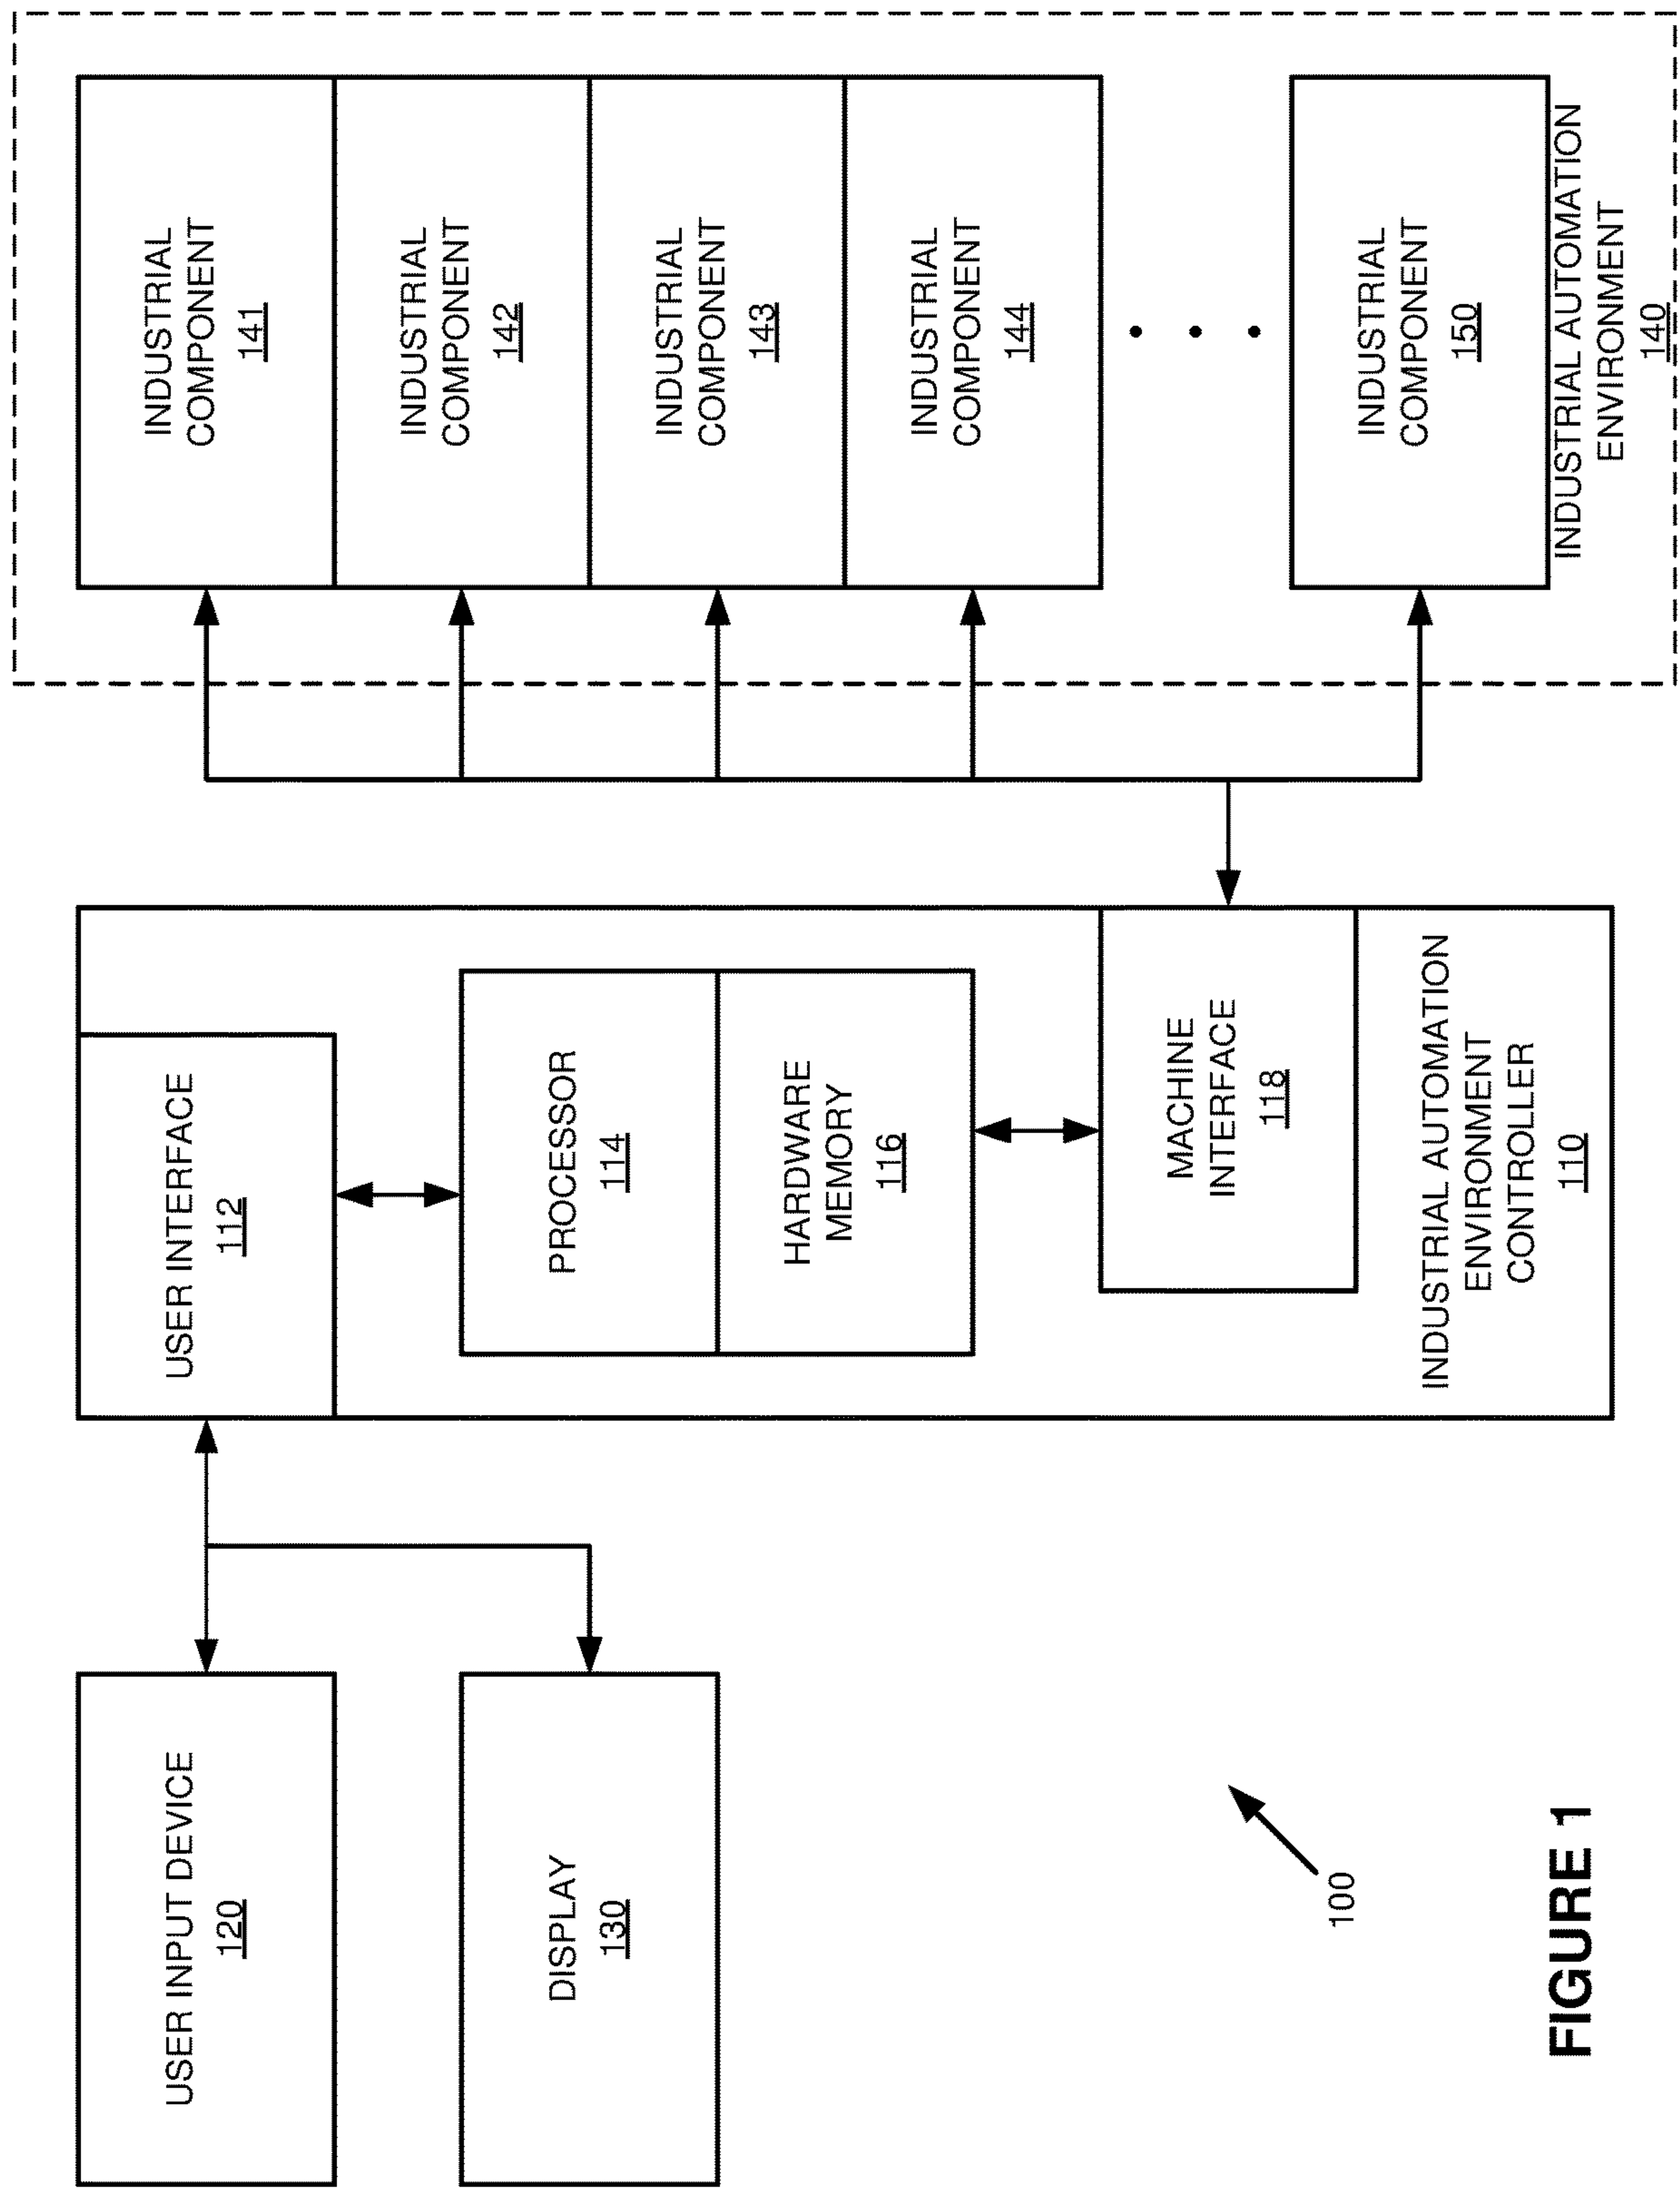 USER INPUT DEVICE
120
DISPLAY
130
100
USER INTERFACE
112
PROCESSOR
114
HARDWARE
MEMORY
116
MACHINE
INTERFACE
118
INDUSTRIAL AUTOMATION
ENVIRONMENT
CONTROLLER
110
INDUSTRIAL
COMPONENT
141
INDUSTRIAL
COMPONENT
142
INDUSTRIAL
COMPONENT
143
INDUSTRIAL
COMPONENT
144
INDUSTRIAL
COMPONENT
150
INDUSTRIAL AUTOMATION
ENVIRONMENT
140
FIGURE 1